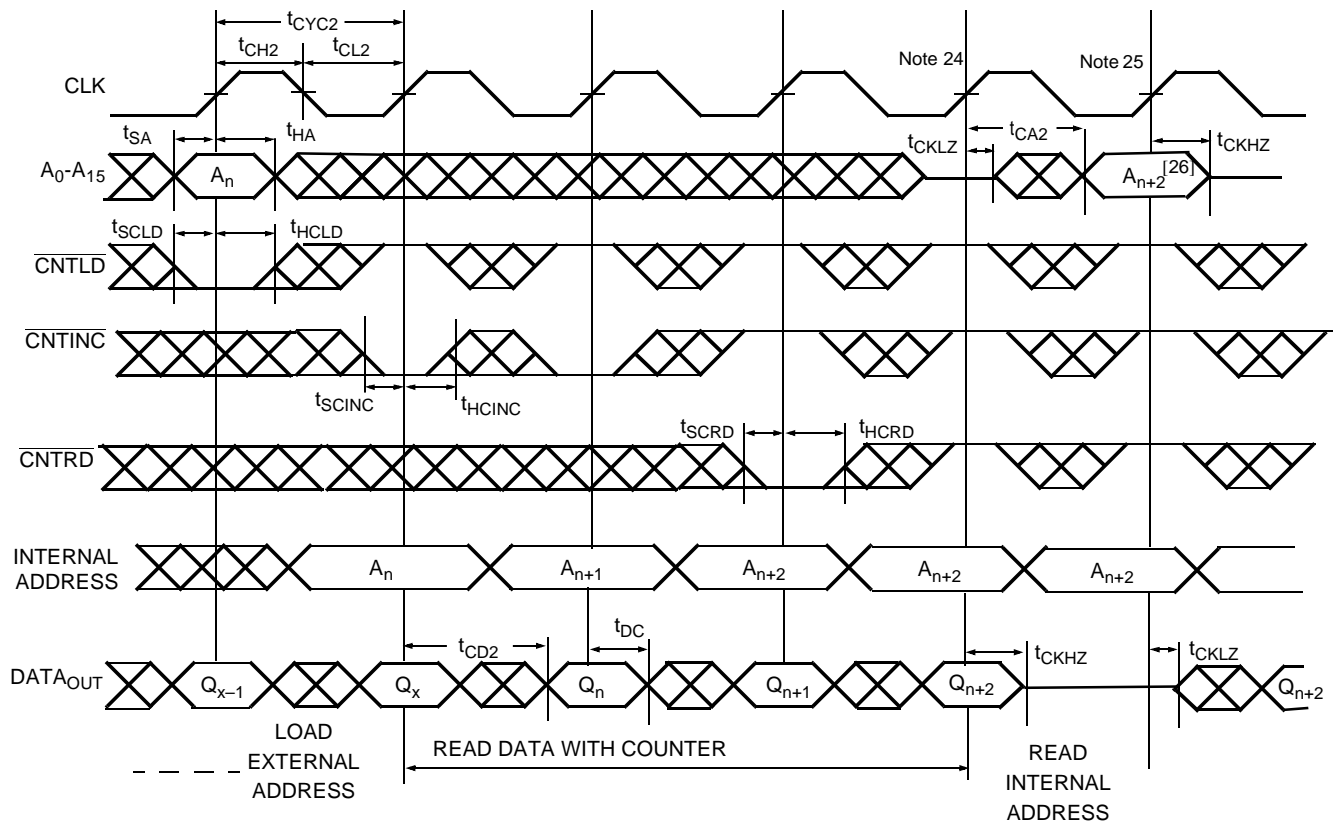 tCYC2
tCH2
tCL2
Note 24
Note 25
CLK
tSA
tHA
tCKLZ
tCA2
tCKHZ
A0-A15
An
An+2[26]
tSCLD
tHCLD
CNTLD
CNTINC
tSCINC
tHCINC
tSCRD
tHCRD
CNTRD
INTERNAL
ADDRESS
An
An+1
An+2
An+2
An+2
tCD2
tDC
tCKHZ
tCKLZ
DATAOUT
Qx–1
Qx
Qn
Qn+1
Qn+2
Qn+2
LOAD
EXTERNAL
ADDRESS
READ DATA WITH COUNTER
READ
INTERNAL
ADDRESS